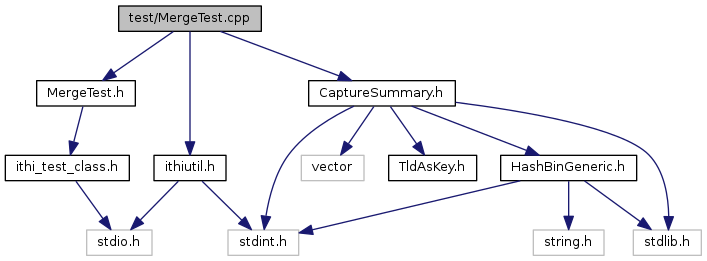 test/MergeTest.cpp
MergeTest.h
CaptureSummary.h
ithi_test_class.h
ithiutil.h
vector
TldAsKey.h
HashBinGeneric.h
stdio.h
stdint.h
string.h
stdlib.h